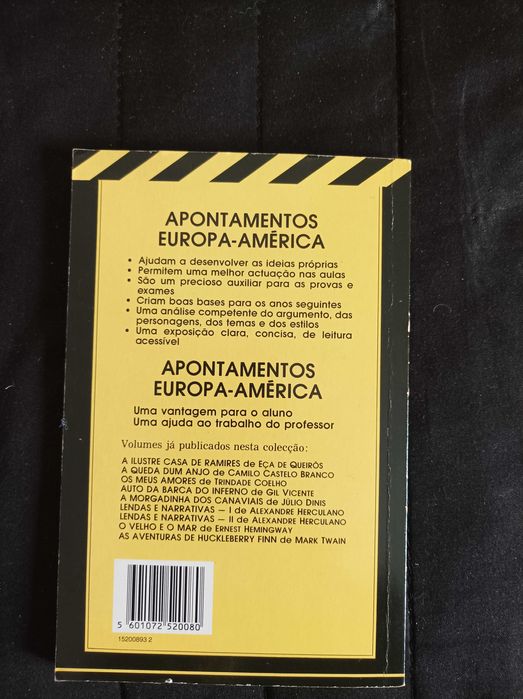 APONTAMENTOS
EUROPA-AMÉRICA
• Ajudam a desenvolver as ideias próprias
• Permitem uma melhor actuação nas aulas
• São um precioso auxiliar para as provas e
exames
• Criam boas bases para os anos seguintes
• Uma análise competente do argumento, das
personagens, dos temas e dos estilos
• Uma exposição clara, concisa, de leitura
acessível
APONTAMENTOS
EUROPA-AMÉRICA
Uma vantagem para o aluno
Uma ajuda ao trabalho do professor
Volumes já publicados nesta colecção:
A ILUSTRE CASA DE RAMIRES de EÇA DE QUEIRÓS
A QUEDA DUM ANJO de CAMILO CASTELO BRANCO
OS MEUS AMORES de TRINDADE COELHO
AUTO DA BARCA DO INFERNO de GIL VICENTE
A MORGADINHA DOS CANAVIAIS de JÚLIO DINIS
LENDAS E NARRATIVAS — I de ALEXANDRE HERCULANO
LENDAS E NARRATIVAS — II de ALEXANDRE HERCULANO
O VELHO E O MAR de ERNEST HEMINGWAY
AS AVENTURAS DE HUCKLEBERRY FINN de MARK TWAIN
5 601072 520080
15200893 2